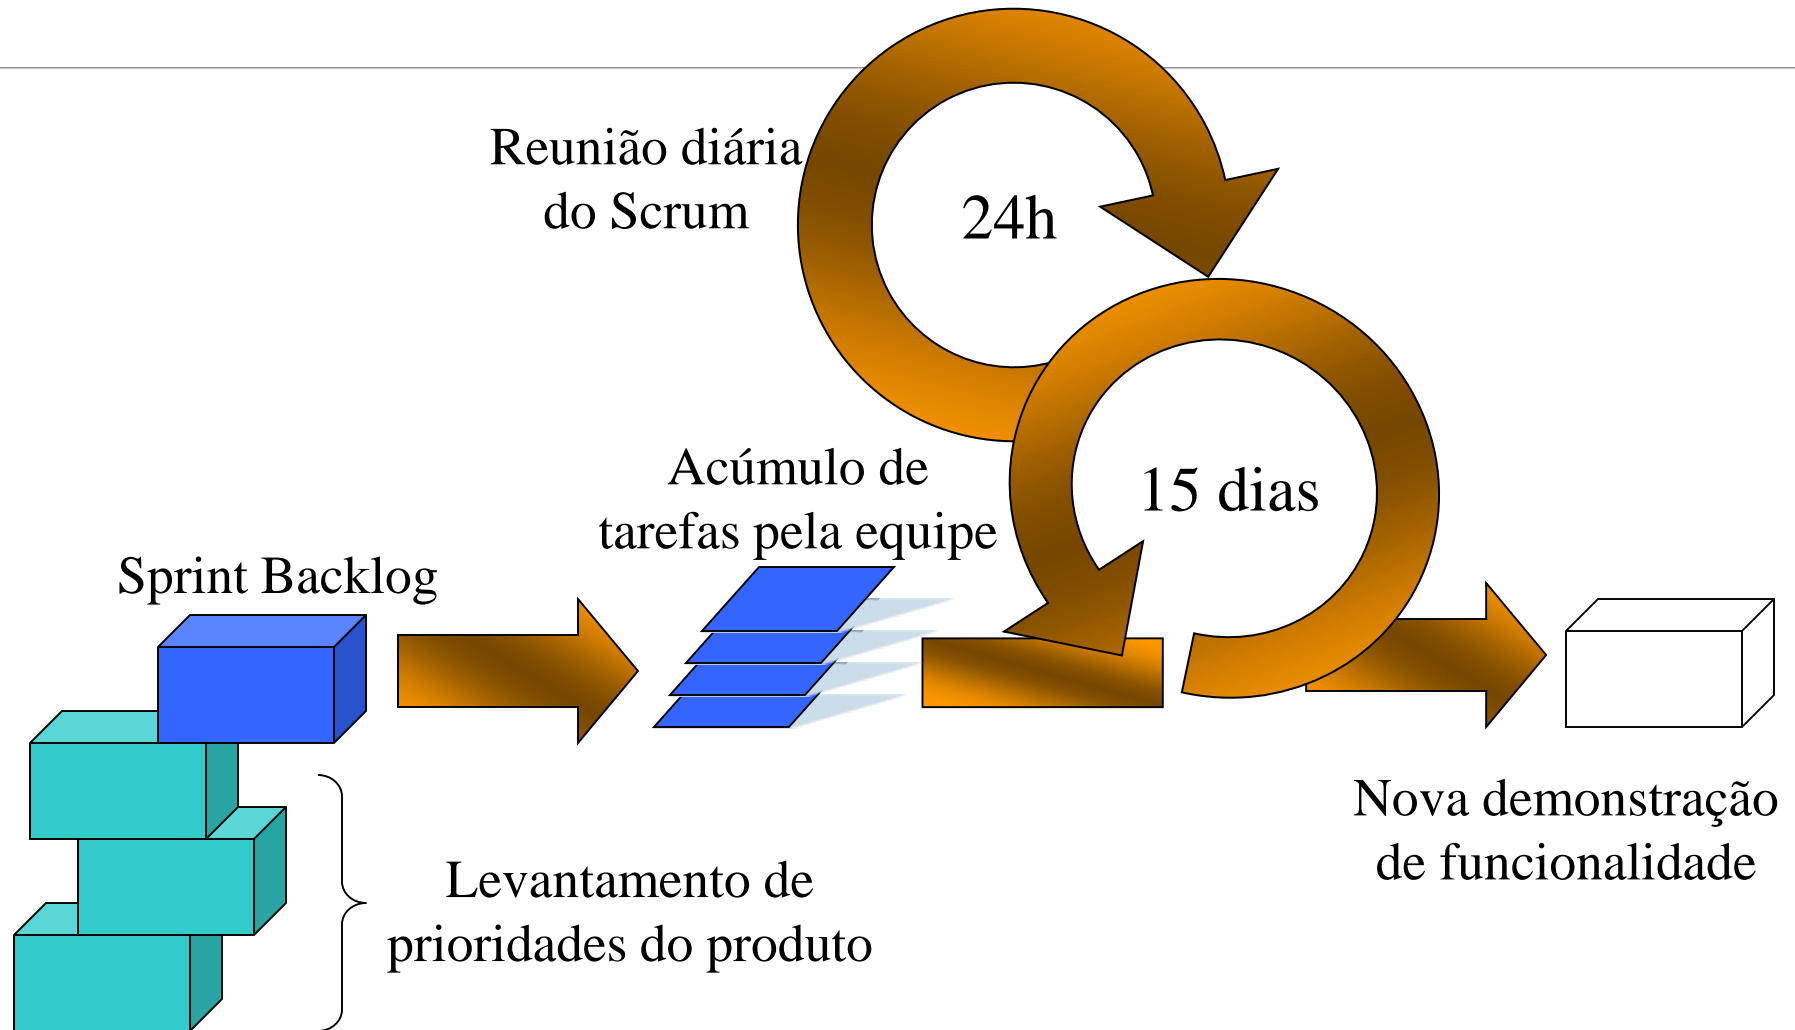 Reunião diária
do Scrum
24h
Acúmulo de
tarefas pela equipe
15 dias
Sprint Backlog
Nova demonstração
de funcionalidade
Levantamento de
prioridades do produto